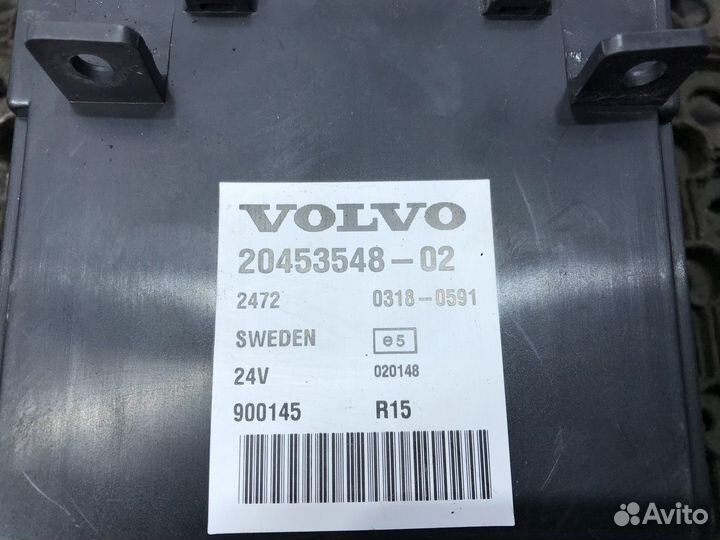 VOLVO
20453548-02
2472 0318-0591
SWEDEN e5
24V 020148
900145 R15
Avito